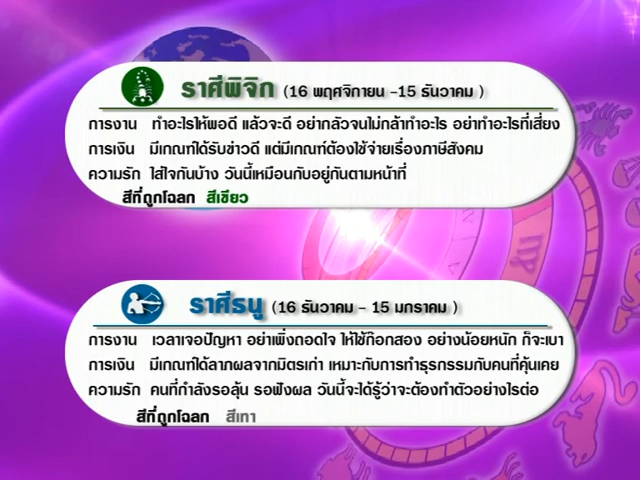 ราศีพิจิก (16 พฤศจิกายน -15 ธันวาคม )
การงาน ทำอะไรให้พอดี แล้วจะดี อย่ากลัวจนไม่กล้าทำอะไร อย่าทำอะไรที่เสี่ยง
การเงิน มีเกณฑ์ได้รับข่าวดี แต่มีเกณฑ์ต้องใช้จ่ายเรื่องภาษีสังคม
ความรัก ใส่ใจกันบ้าง วันนี้เหมือนกับอยู่กันตามหน้าที่
สีที่ถูกโฉลก สีเขียว
ราศีธนู (16 ธันวาคม – 15 มกราคม )
การงาน เวลาเจอปัญหา อย่าเพิ่งถอดใจ ให้ใช้ก๊อกสอง อย่างน้อยหนัก ก็จะเบา
การเงิน มีเกณฑ์ได้ลาภผลจากมิตรเก่า เหมาะกับการทำธุรกรรมกับคนที่คุ้นเคย
ความรัก คนที่กำลังรอลุ้น รอฟังผล วันนี้จะได้รู้ว่าจะต้องทำตัวอย่างไรต่อ
สีที่ถูกโฉลก สีเทา